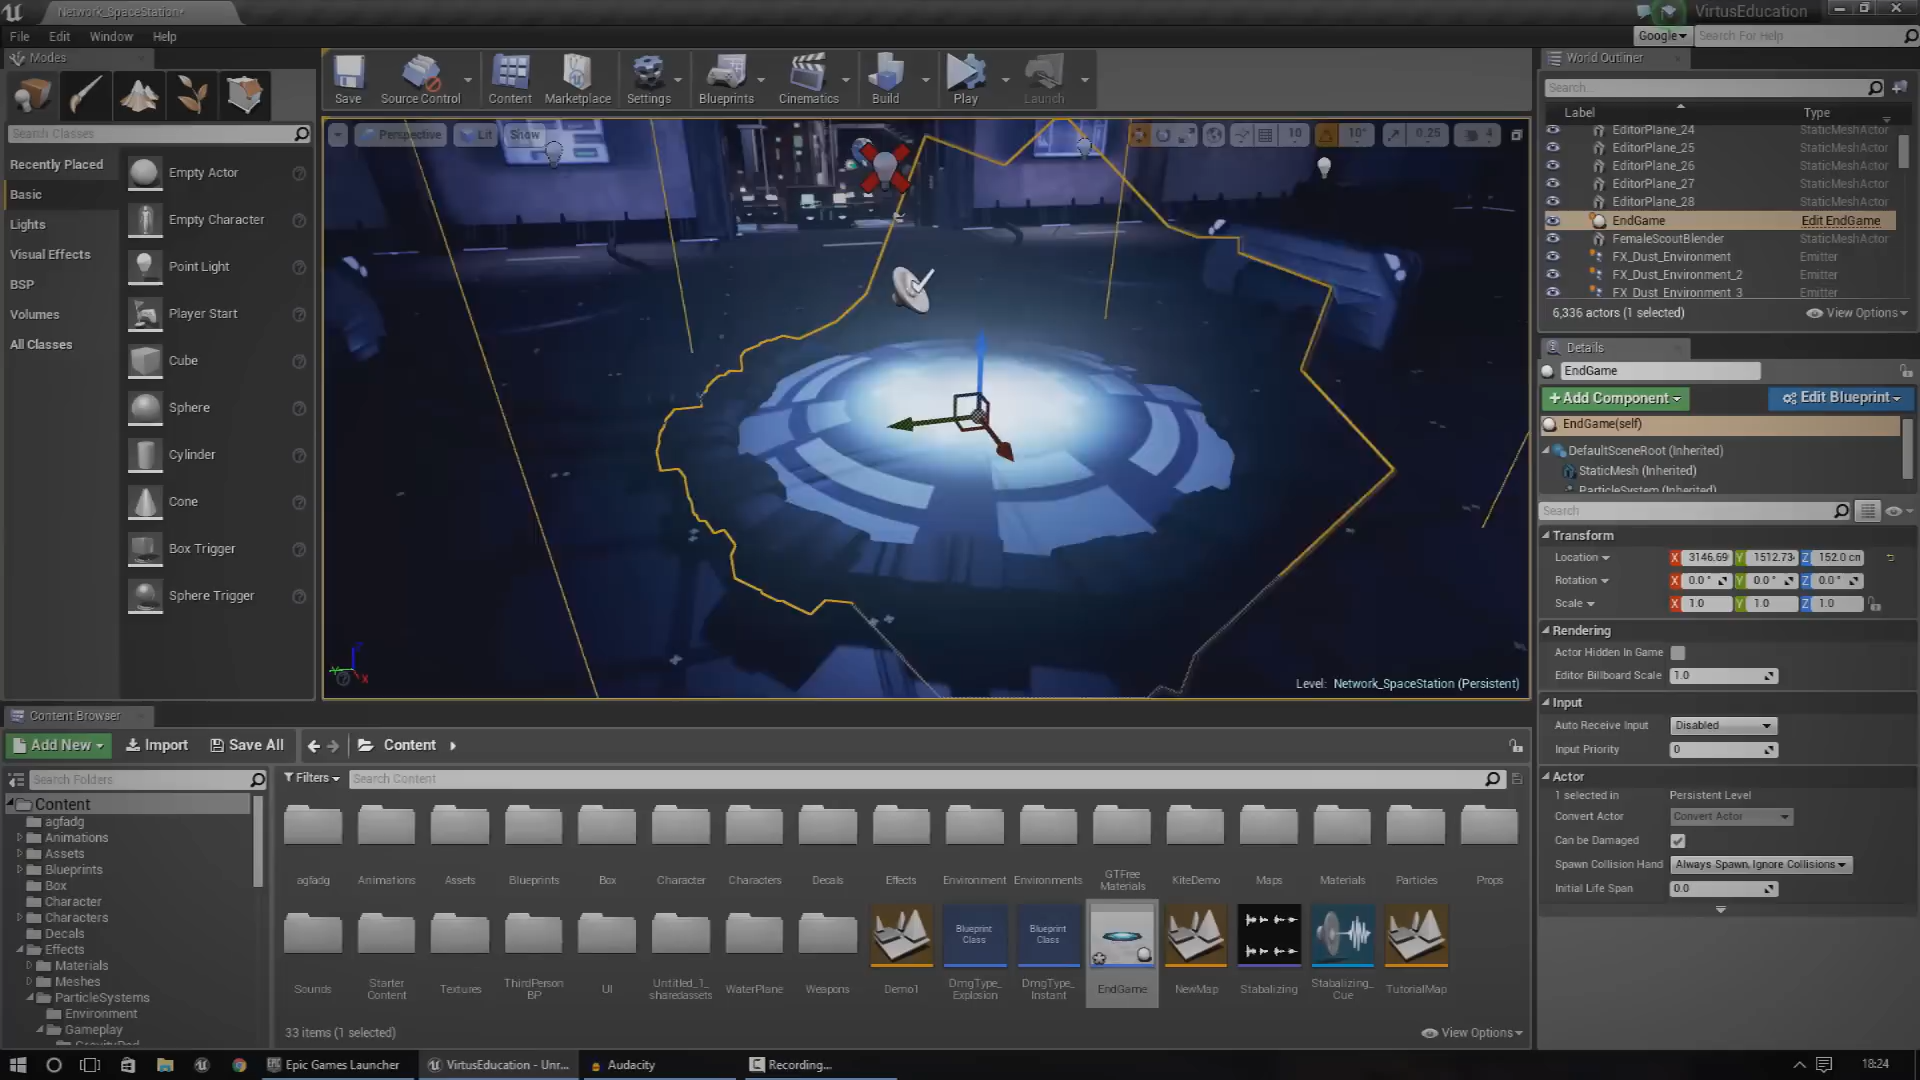 Network_SpaceStation*
VirtusEducation
File Edit Window Help
Google
Search For Help
Modes
Search Classes
Recently Placed
Basic
Lights
Visual Effects
BSP
Volumes
All Classes
Empty Actor
Empty Character
Point Light
Player Start
Cube
Sphere
Cylinder
Cone
Box Trigger
Sphere Trigger
Save Source Control Content Marketplace Settings Blueprints Cinematics Build Play Launch
Perspective Lit Show
10 10° 0.25 4
Level: Network_SpaceStation (Persistent)
World Outliner
Search
Label Type
EditorPlane_24 StaticMeshActor
EditorPlane_25 StaticMeshActor
EditorPlane_26 StaticMeshActor
EditorPlane_27 StaticMeshActor
EditorPlane_28 StaticMeshActor
EndGame Edit EndGame
FemaleScoutBlender StaticMeshActor
FX_Dust_Environment Emitter
FX_Dust_Environment_2 Emitter
FX_Dust_Environment_3 Emitter
6,336 actors (1 selected) View Options
Details
EndGame
+ Add Component Edit Blueprint
EndGame(self)
DefaultSceneRoot (Inherited)
StaticMesh (Inherited)
ParticleSystem (Inherited)
Search
Transform
Location X 3146.69 Y 1512.73 Z 152.0 cm
Rotation X 0.0 ° Y 0.0 ° Z 0.0 °
Scale X 1.0 Y 1.0 Z 1.0
Rendering
Actor Hidden In Game
Editor Billboard Scale 1.0
Input
Auto Receive Input Disabled
Input Priority 0
Actor
1 selected in Persistent Level
Convert Actor Convert Actor
Can be Damaged
Spawn Collision Hand Always Spawn, Ignore Collisions
Initial Life Span 0.0
Content Browser
Add New Import Save All Content
Search Folders
Filters Search Content
Content
agfadg
Animations
Assets
Blueprints
Box
Character
Characters
Decals
Effects
Materials
Meshes
ParticleSystems
Environment
Gameplay
GravityPad
agfadg Animations Assets Blueprints Box Character Characters Decals Effects Environment Environments GTFree Materials KiteDemo Maps Materials Particles Props
Blueprint Class
Blueprint Class
Sounds Starter Content Textures ThirdPerson BP UI Untitled_1_ sharedassets WaterPlane Weapons Demo1 DmgType_ Explosion DmgType_ Instant EndGame NewMap Stabalizing Stabalizing_ Cue TutorialMap
33 items (1 selected) View Options
Epic Games Launcher
VirtusEducation - Unr...
Audacity
Recording...
18:24